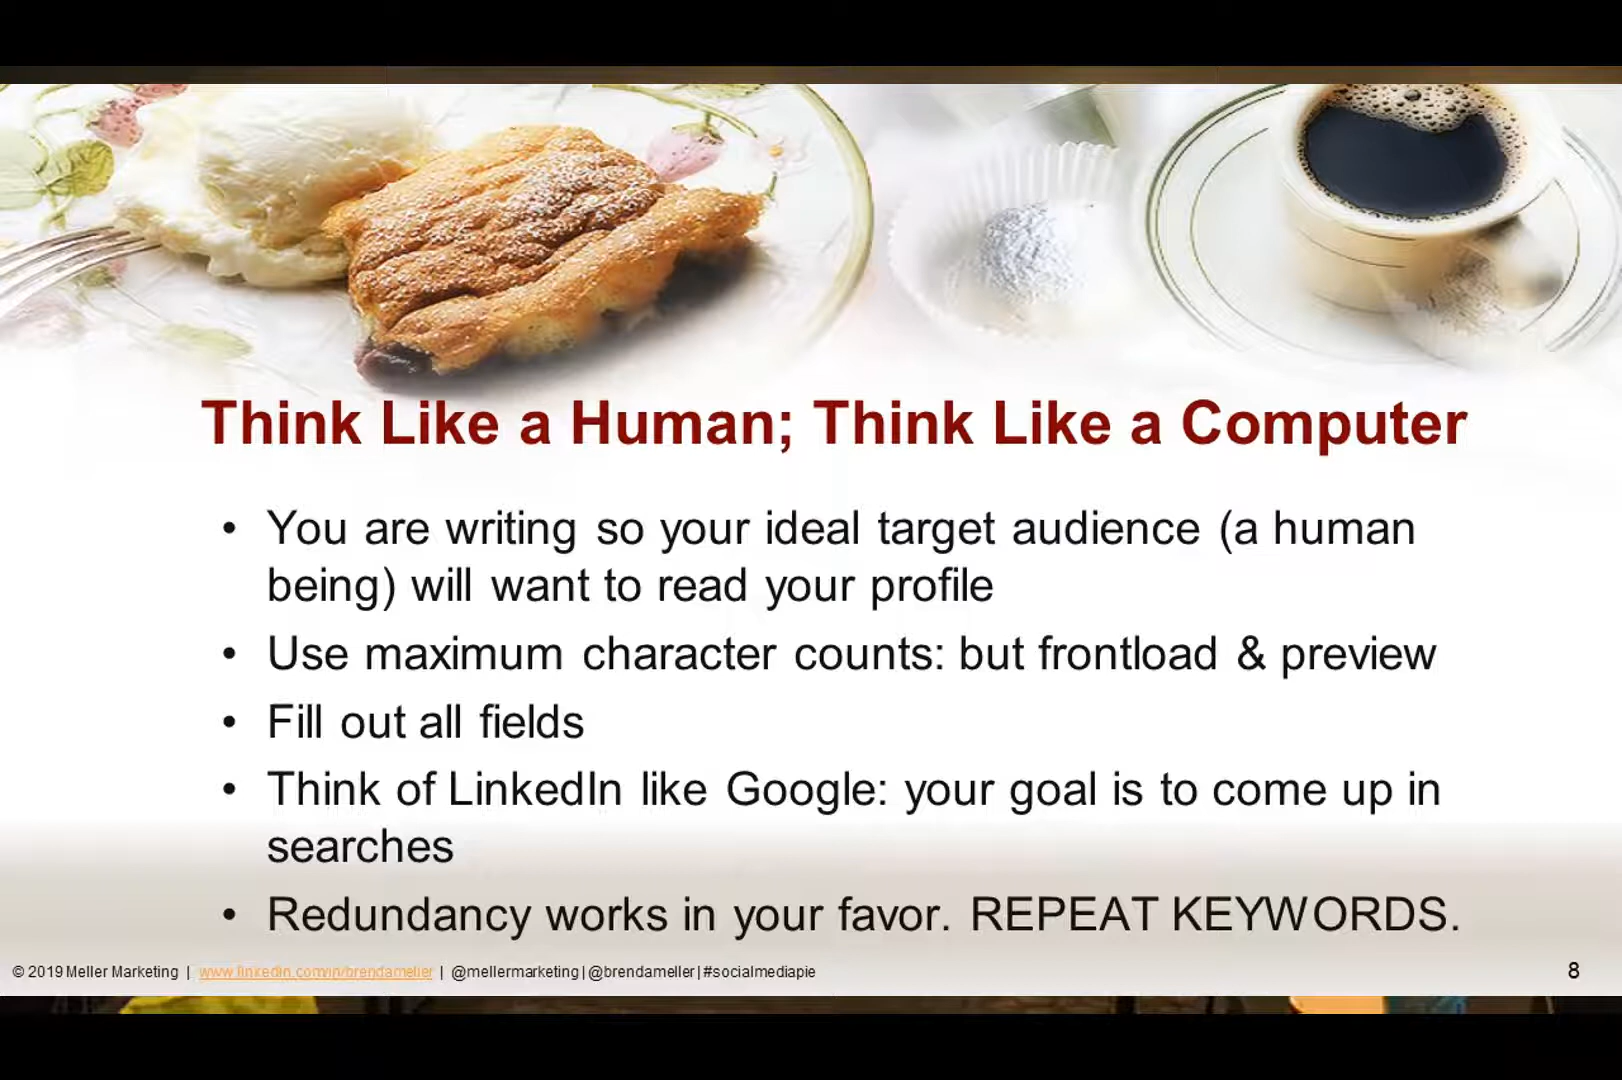 Think Like a Human; Think Like a Computer
• You are writing so your ideal target audience (a human
being) will want to read your profile
• Use maximum character counts: but frontload & preview
• Fill out all fields
• Think of LinkedIn like Google: your goal is to come up in
searches
• Redundancy works in your favor. REPEAT KEYWORDS.
© 2019 Meller Marketing | www.linkedin.com/in/brendameller | @mellermarketing | @brendameller | #socialmediapie
8